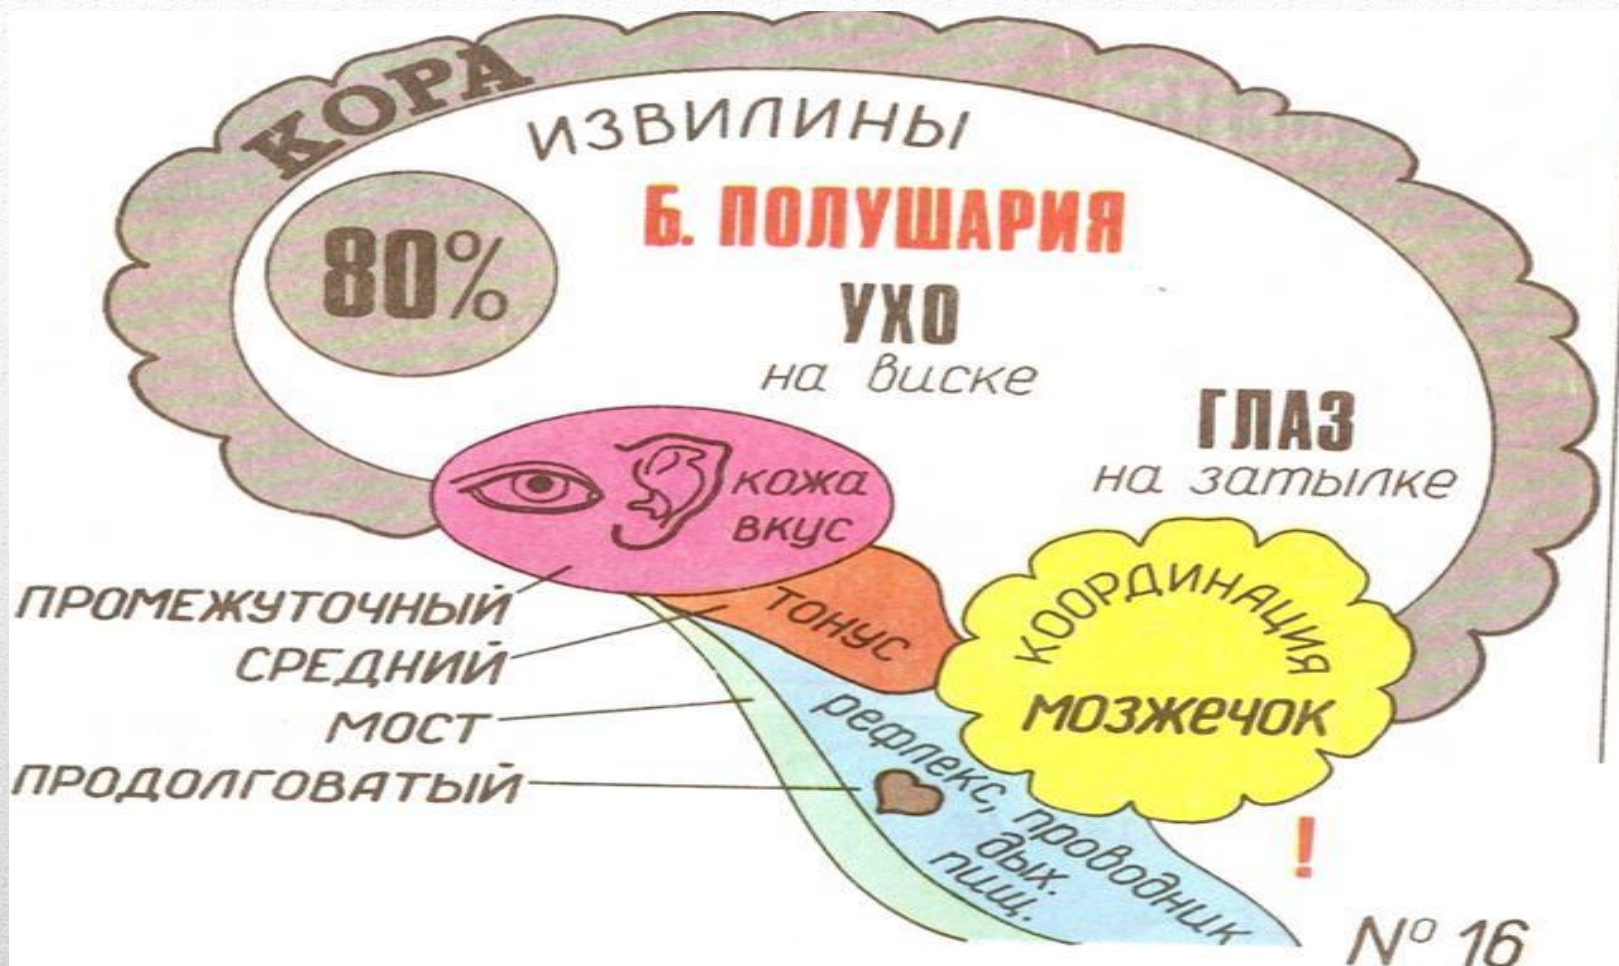 КОРА
ИЗВИЛИНЫ
80%
Б. ПОЛУШАРИЯ
УХО
на виске
ГЛАЗ
на затылке
кожа
вкус
ПРОМЕЖУТОЧНЫЙ
СРЕДНИЙ
МОСТ
ПРОДОЛГОВАТЫЙ
ТОНУС
КООРДИНАЦИЯ
МОЗЖЕЧОК
рефлекс, проводник
дых.
пищ.
!
№ 16